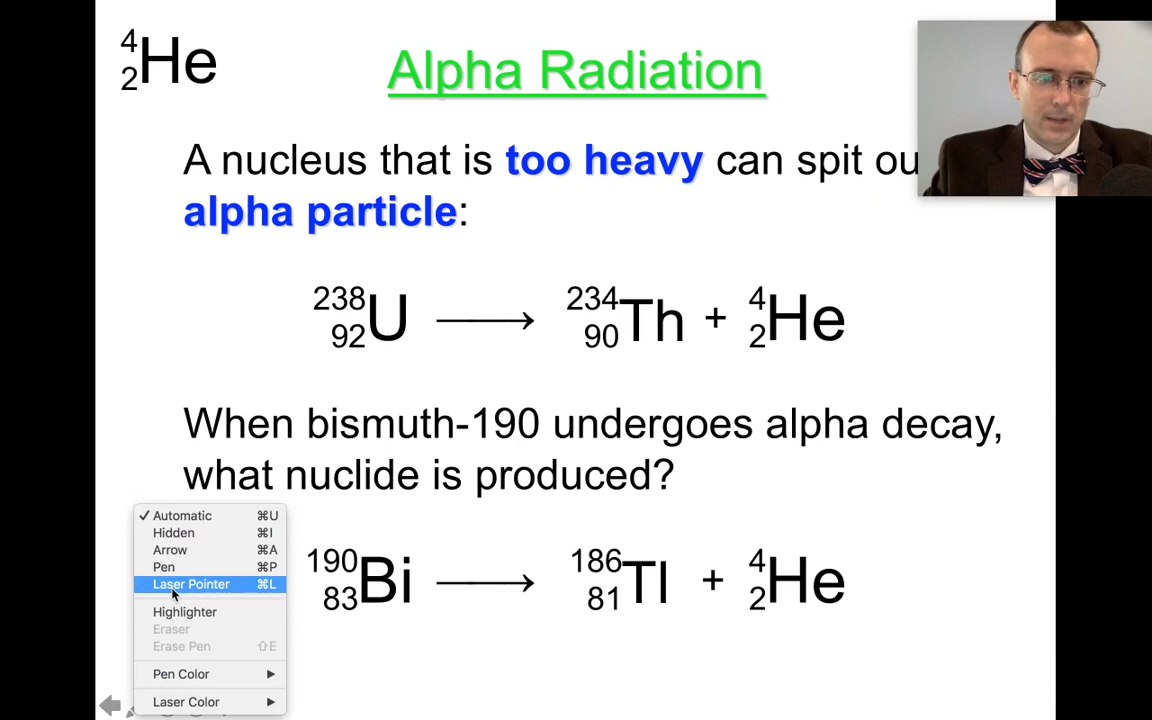 4
2He
Alpha Radiation
A nucleus that is too heavy can spit ou
alpha particle:
238
92U ⟶ 234
90Th + 4
2He
When bismuth-190 undergoes alpha decay,
what nuclide is produced?
190
83Bi ⟶ 186
81Tl + 4
2He
✓ Automatic ⌘U
Hidden ⌘I
Arrow ⌘A
Pen ⌘P
Laser Pointer ⌘L
Highlighter
Eraser
Erase Pen ⇧E
Pen Color ▶
Laser Color ▶